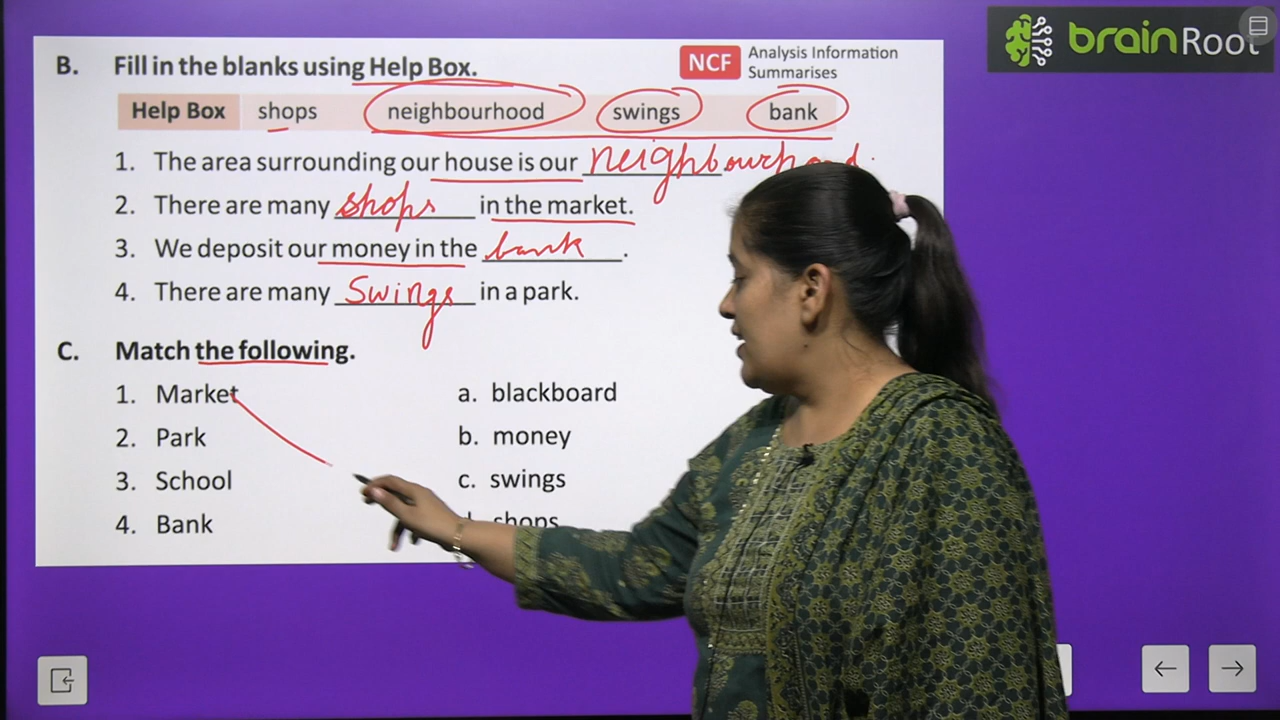 brainRoot
B. Fill in the blanks using Help Box.
NCF Analysis Information
Summarises
Help Box shops neighbourhood swings bank
1. The area surrounding our house is our neighbourhood.
2. There are many shops in the market.
3. We deposit our money in the bank.
4. There are many Swings in a park.
C. Match the following.
1. Market a. blackboard
2. Park b. money
3. School c. swings
4. Bank d. shops